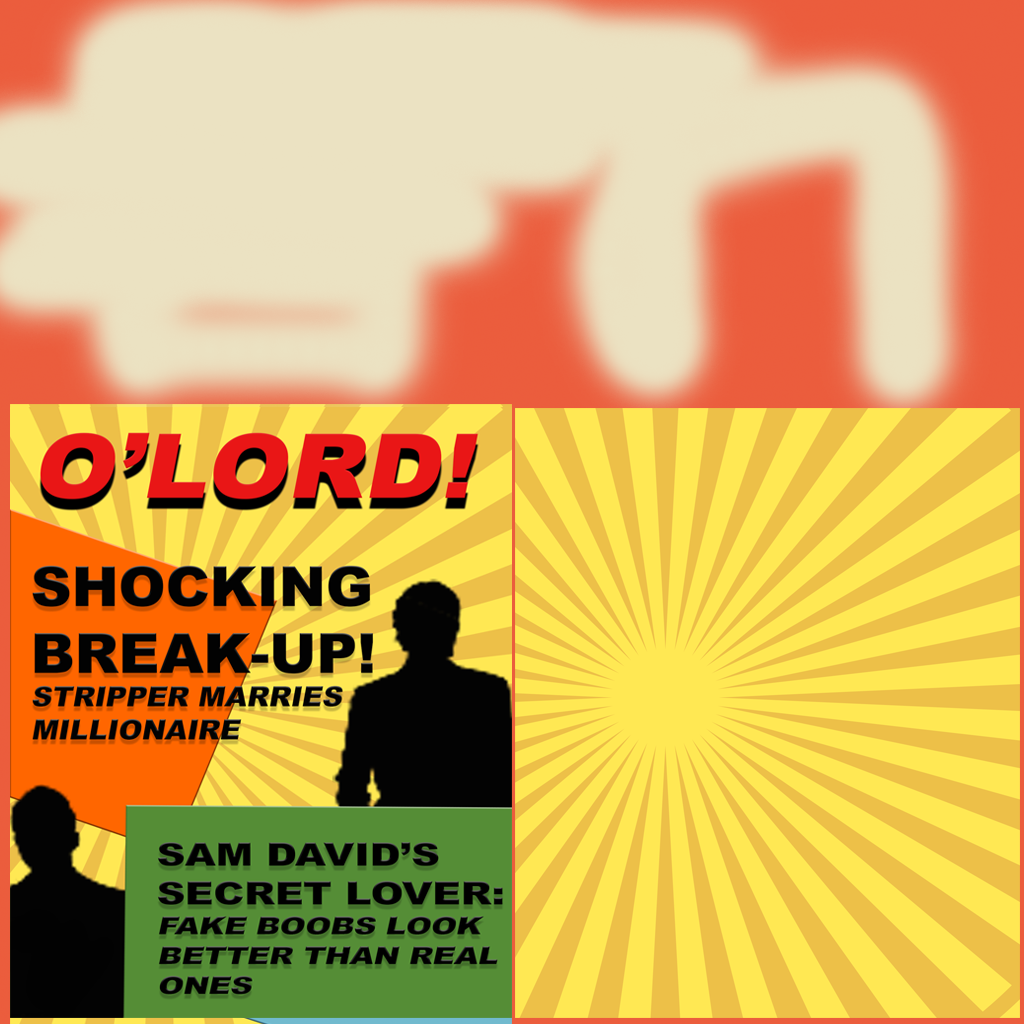 O’LORD!
SHOCKING
BREAK-UP!
STRIPPER MARRIES
MILLIONAIRE
SAM DAVID’S
SECRET LOVER:
FAKE BOOBS LOOK
BETTER THAN REAL
ONES